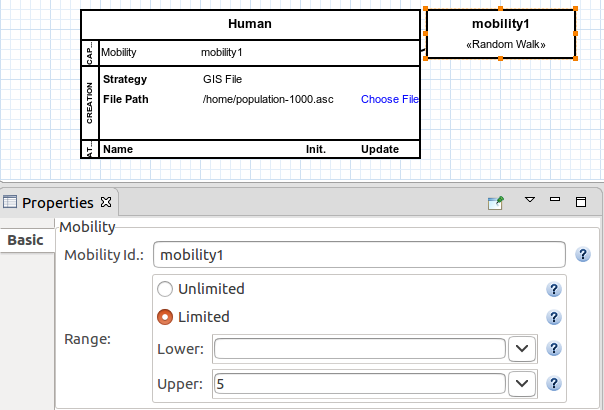 Human
CAP...
Mobility mobility1
mobility1
«Random Walk»
CREATION
Strategy GIS File
File Path /home/population-1000.asc Choose File
AT...
Name Init. Update
Properties
Basic
Mobility
Mobility Id.: mobility1
Unlimited
Limited
Range:
Lower:
Upper: 5